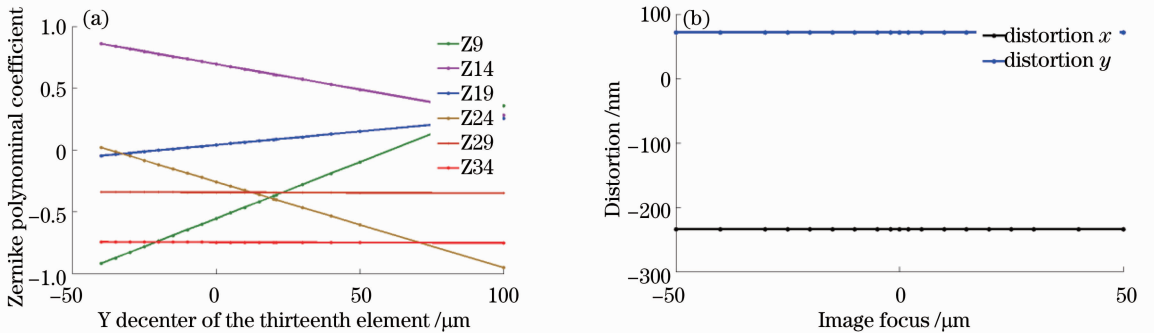 (a)
Zernike polynominal coefficient
1.0
0.5
0
−0.5
−1.0
−50
0
50
100
Y decenter of the thirteenth element /μm
Z9
Z14
Z19
Z24
Z29
Z34
(b)
Distortion /nm
100
0
−100
−200
−300
−50
0
50
Image focus /μm
distortion x
distortion y